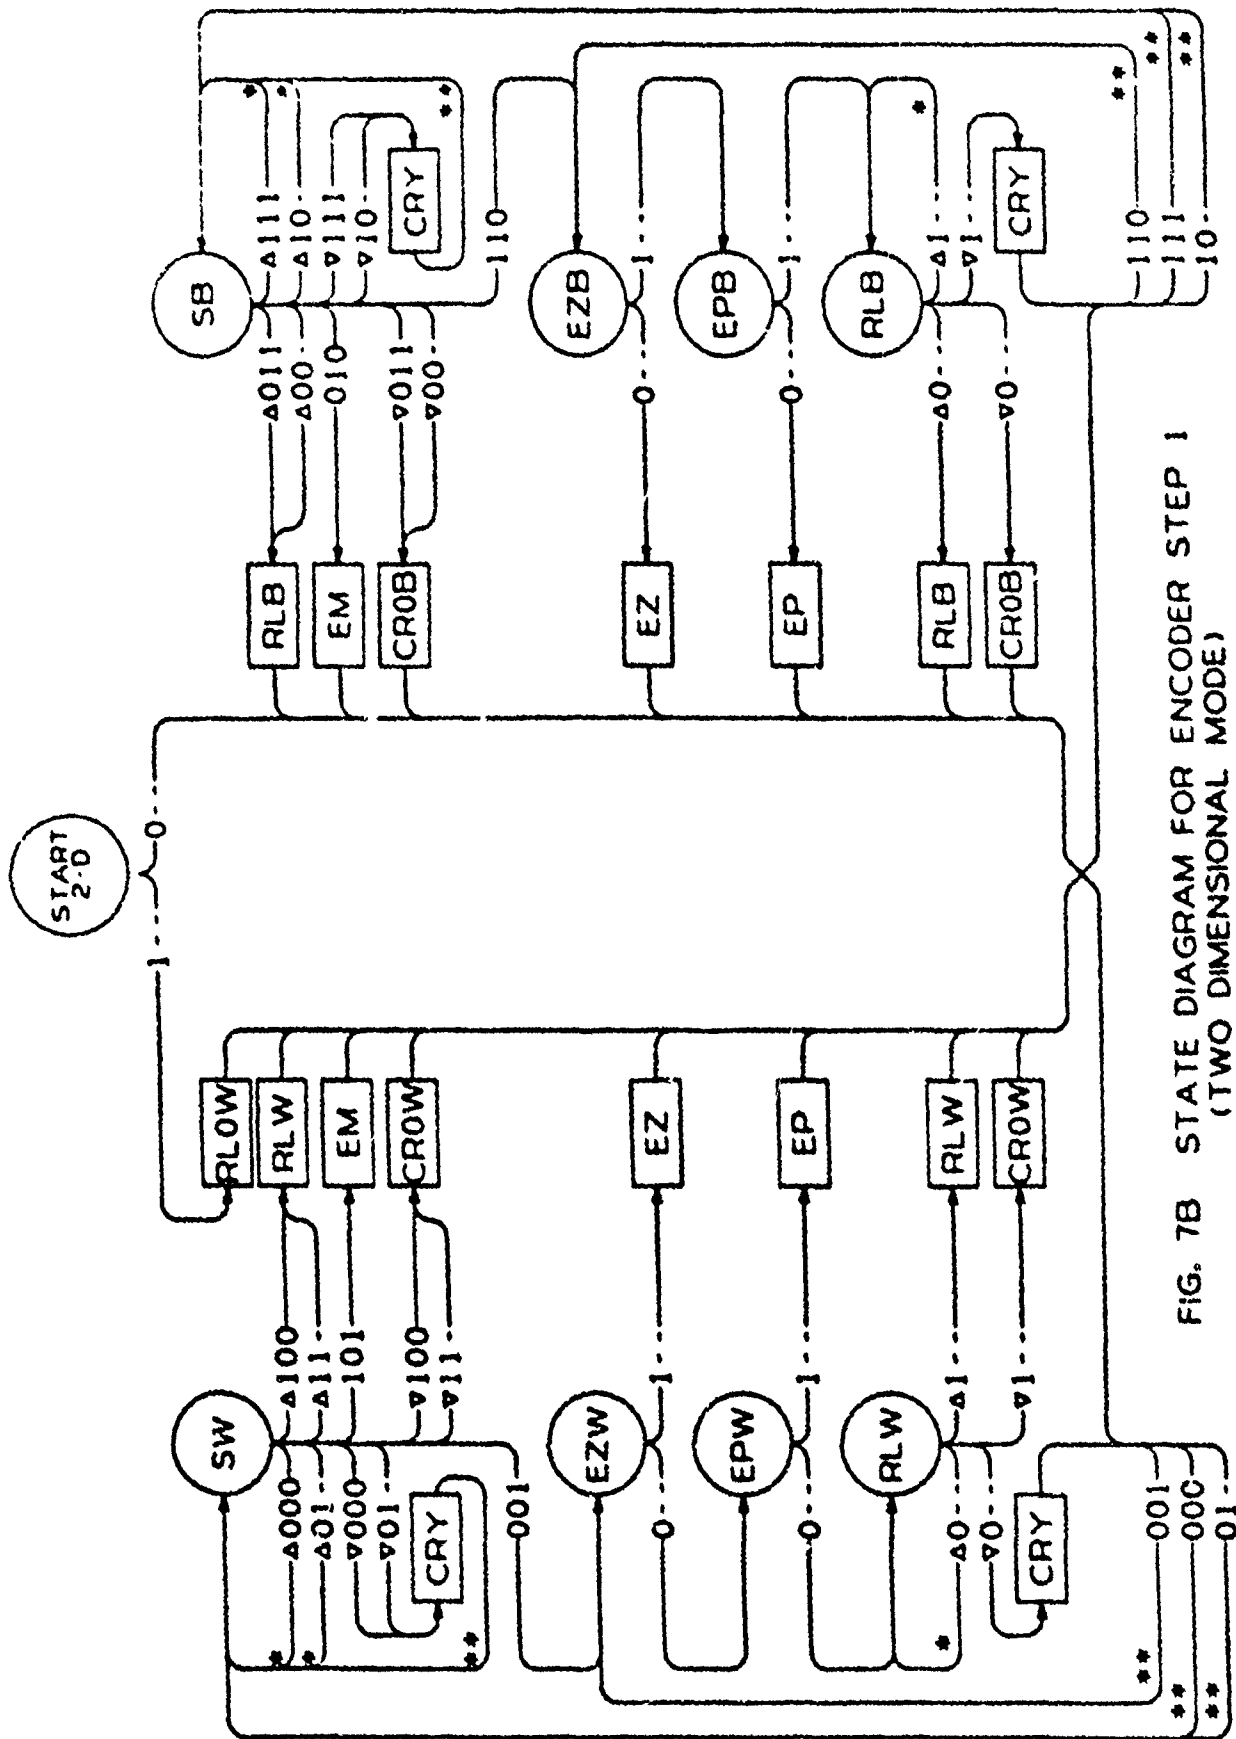 START
2-D
1---
0---
SW
Δ000
Δ01-
∇000
∇01-
CRY
**
*
*
Δ100
Δ11-
101
∇100
∇11-
001
RL0W
RLW
EM
CR0W
EZW
0--
1---
EZ
EPW
0--
1---
EP
RLW
Δ0--
∇0--
*
CRY
Δ1--
∇1--
RLW
CR0W
001
000
01-
**
**
**
SB
Δ011
Δ00-
010
∇011
∇00-
Δ111
Δ10-
∇111
∇10-
*
*
CRY
**
110
RLB
EM
CR0B
EZB
0--
1--
EZ
EPB
0--
1--
EP
RLB
Δ0--
∇0--
Δ1--
∇1--
*
CRY
RLB
CR0B
110
111
10-
**
**
**
FIG. 7B STATE DIAGRAM FOR ENCODER STEP 1
(TWO DIMENSIONAL MODE)